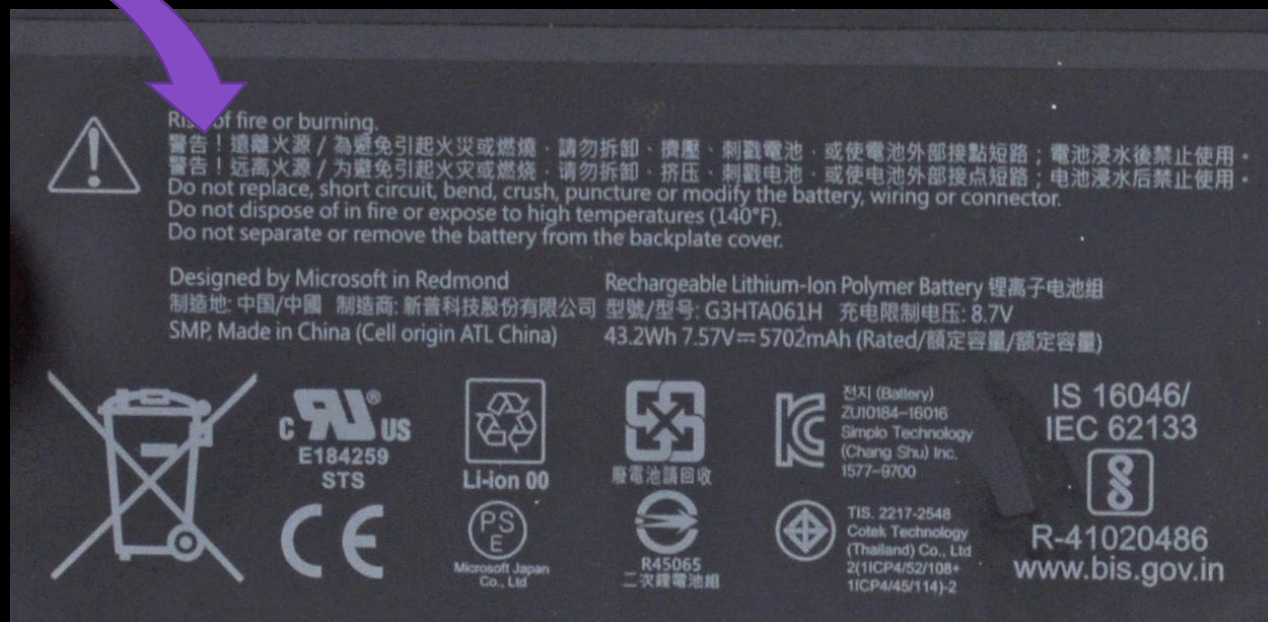 Risk of fire or burning.
警告！遠離火源 / 為避免引起火災或燃燒、請勿拆卸、擠壓、刺戳電池、或使電池外部接點短路；電池浸水後禁止使用。
警告！远离火源 / 为避免引起火灾或燃烧、请勿拆卸、挤压、刺戳电池、或使电池外部接点短路；电池浸水后禁止使用。
Do not replace, short circuit, bend, crush, puncture or modify the battery, wiring or connector.
Do not dispose of in fire or expose to high temperatures (140°F).
Do not separate or remove the battery from the backplate cover.
Designed by Microsoft in Redmond
制造地: 中国/中國 制造商: 新普科技股份有限公司
SMP, Made in China (Cell origin ATL China)
Rechargeable Lithium-Ion Polymer Battery 锂离子电池组
型號/型号: G3HTA061H 充电限制电压: 8.7V
43.2Wh 7.57V⎓ 5702mAh (Rated/額定容量/额定容量)
c RU® US
E184259
STS
CE
Li-ion 00
PS
E
Microsoft Japan
Co., Ltd
廢電池請回收
R45065
二次鋰電池組
전지 (Battery)
ZU10184-16016
Simplo Technology
(Chang Shu) Inc.
1577-9700
TIS. 2217-2548
Cotek Technology
(Thailand) Co., Ltd
2(1ICP4/52/108+
1ICP4/45/114)-2
IS 16046/
IEC 62133
R-41020486
www.bis.gov.in